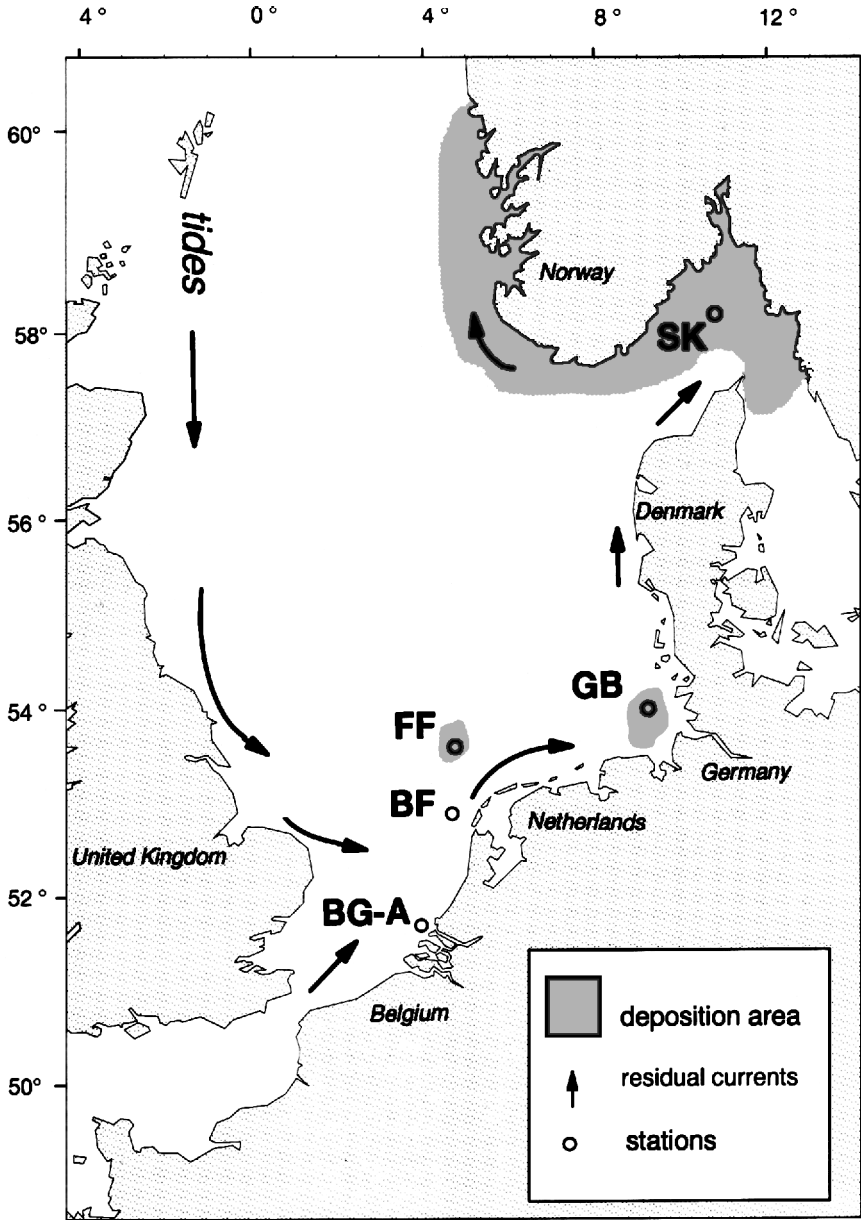 4° 0° 4° 8° 12°
60°
tides
Norway
58°
SK
56°
Denmark
GB
54°
FF
Germany
BF
Netherlands
United Kingdom
52°
BG-A
Belgium
deposition area
50°
residual currents
stations